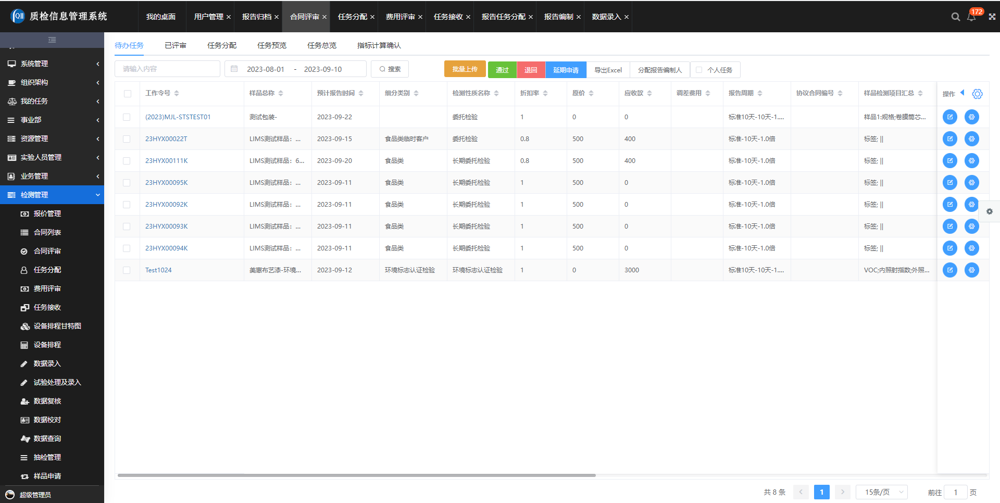 质检信息管理系统
我的桌面 用户管理 × 报告归档 × 合同评审 × 任务分配 × 费用评审 × 任务接收 × 报告任务分配 × 报告编制 × 数据录入 ×
172
系统管理
组织架构
我的任务
事业部
资源管理
实验人员管理
业务管理
检测管理
报价管理
合同列表
合同评审
任务分配
费用评审
任务接收
设备排程甘特图
设备排程
数据录入
试验处理及录入
数据复核
数据校对
数据查询
抽检管理
样品申请
超级管理员
待办任务 已评审 任务分配 任务预览 任务总览 指标计算确认
请输入内容 2023-08-01 - 2023-09-10 搜索 批量上传 通过 退回 延期申请 导出Excel 分配报告编制人 个人任务
工作令号 样品总称 预计报告时间 细分类别 检测性质名称 折扣率 原价 应收款 调差费用 报告周期 协议合同编号 样品检测项目汇总 操作
(2023)MJL-STSTEST01 测试包装- 2023-09-22 委托检验 1 0 0 标准10天-10天-1.... 样品1:规格;卷膜筒芯...
23HYX00022T LIMS测试样品：... 2023-09-15 食品类临时客户 委托检验 0.8 500 400 标准-10天-1.0倍 标签; ||
23HYX00111K LIMS测试样品：6... 2023-09-20 食品类 长期委托检验 0.8 500 400 标准-10天-1.0倍 标签; ||
23HYX00095K LIMS测试样品：... 2023-09-11 食品类 长期委托检验 1 500 0 标准-10天-1.0倍 标签; ||
23HYX00092K LIMS测试样品：... 2023-09-11 食品类 长期委托检验 1 500 0 标准-10天-1.0倍 标签; ||
23HYX00093K LIMS测试样品：... 2023-09-11 食品类 长期委托检验 1 500 0 标准-10天-1.0倍 标签; ||
23HYX00094K LIMS测试样品：... 2023-09-11 食品类 长期委托检验 1 500 0 标准-10天-1.0倍 标签; ||
Test1024 美惠布艺漆-环境... 2023-09-12 环境标志认证检验 环境标志认证检验 1 0 3000 标准10天-10天-1.... VOC;内照射指数;外照...
共 8 条 1 15条/页 前往 1 页